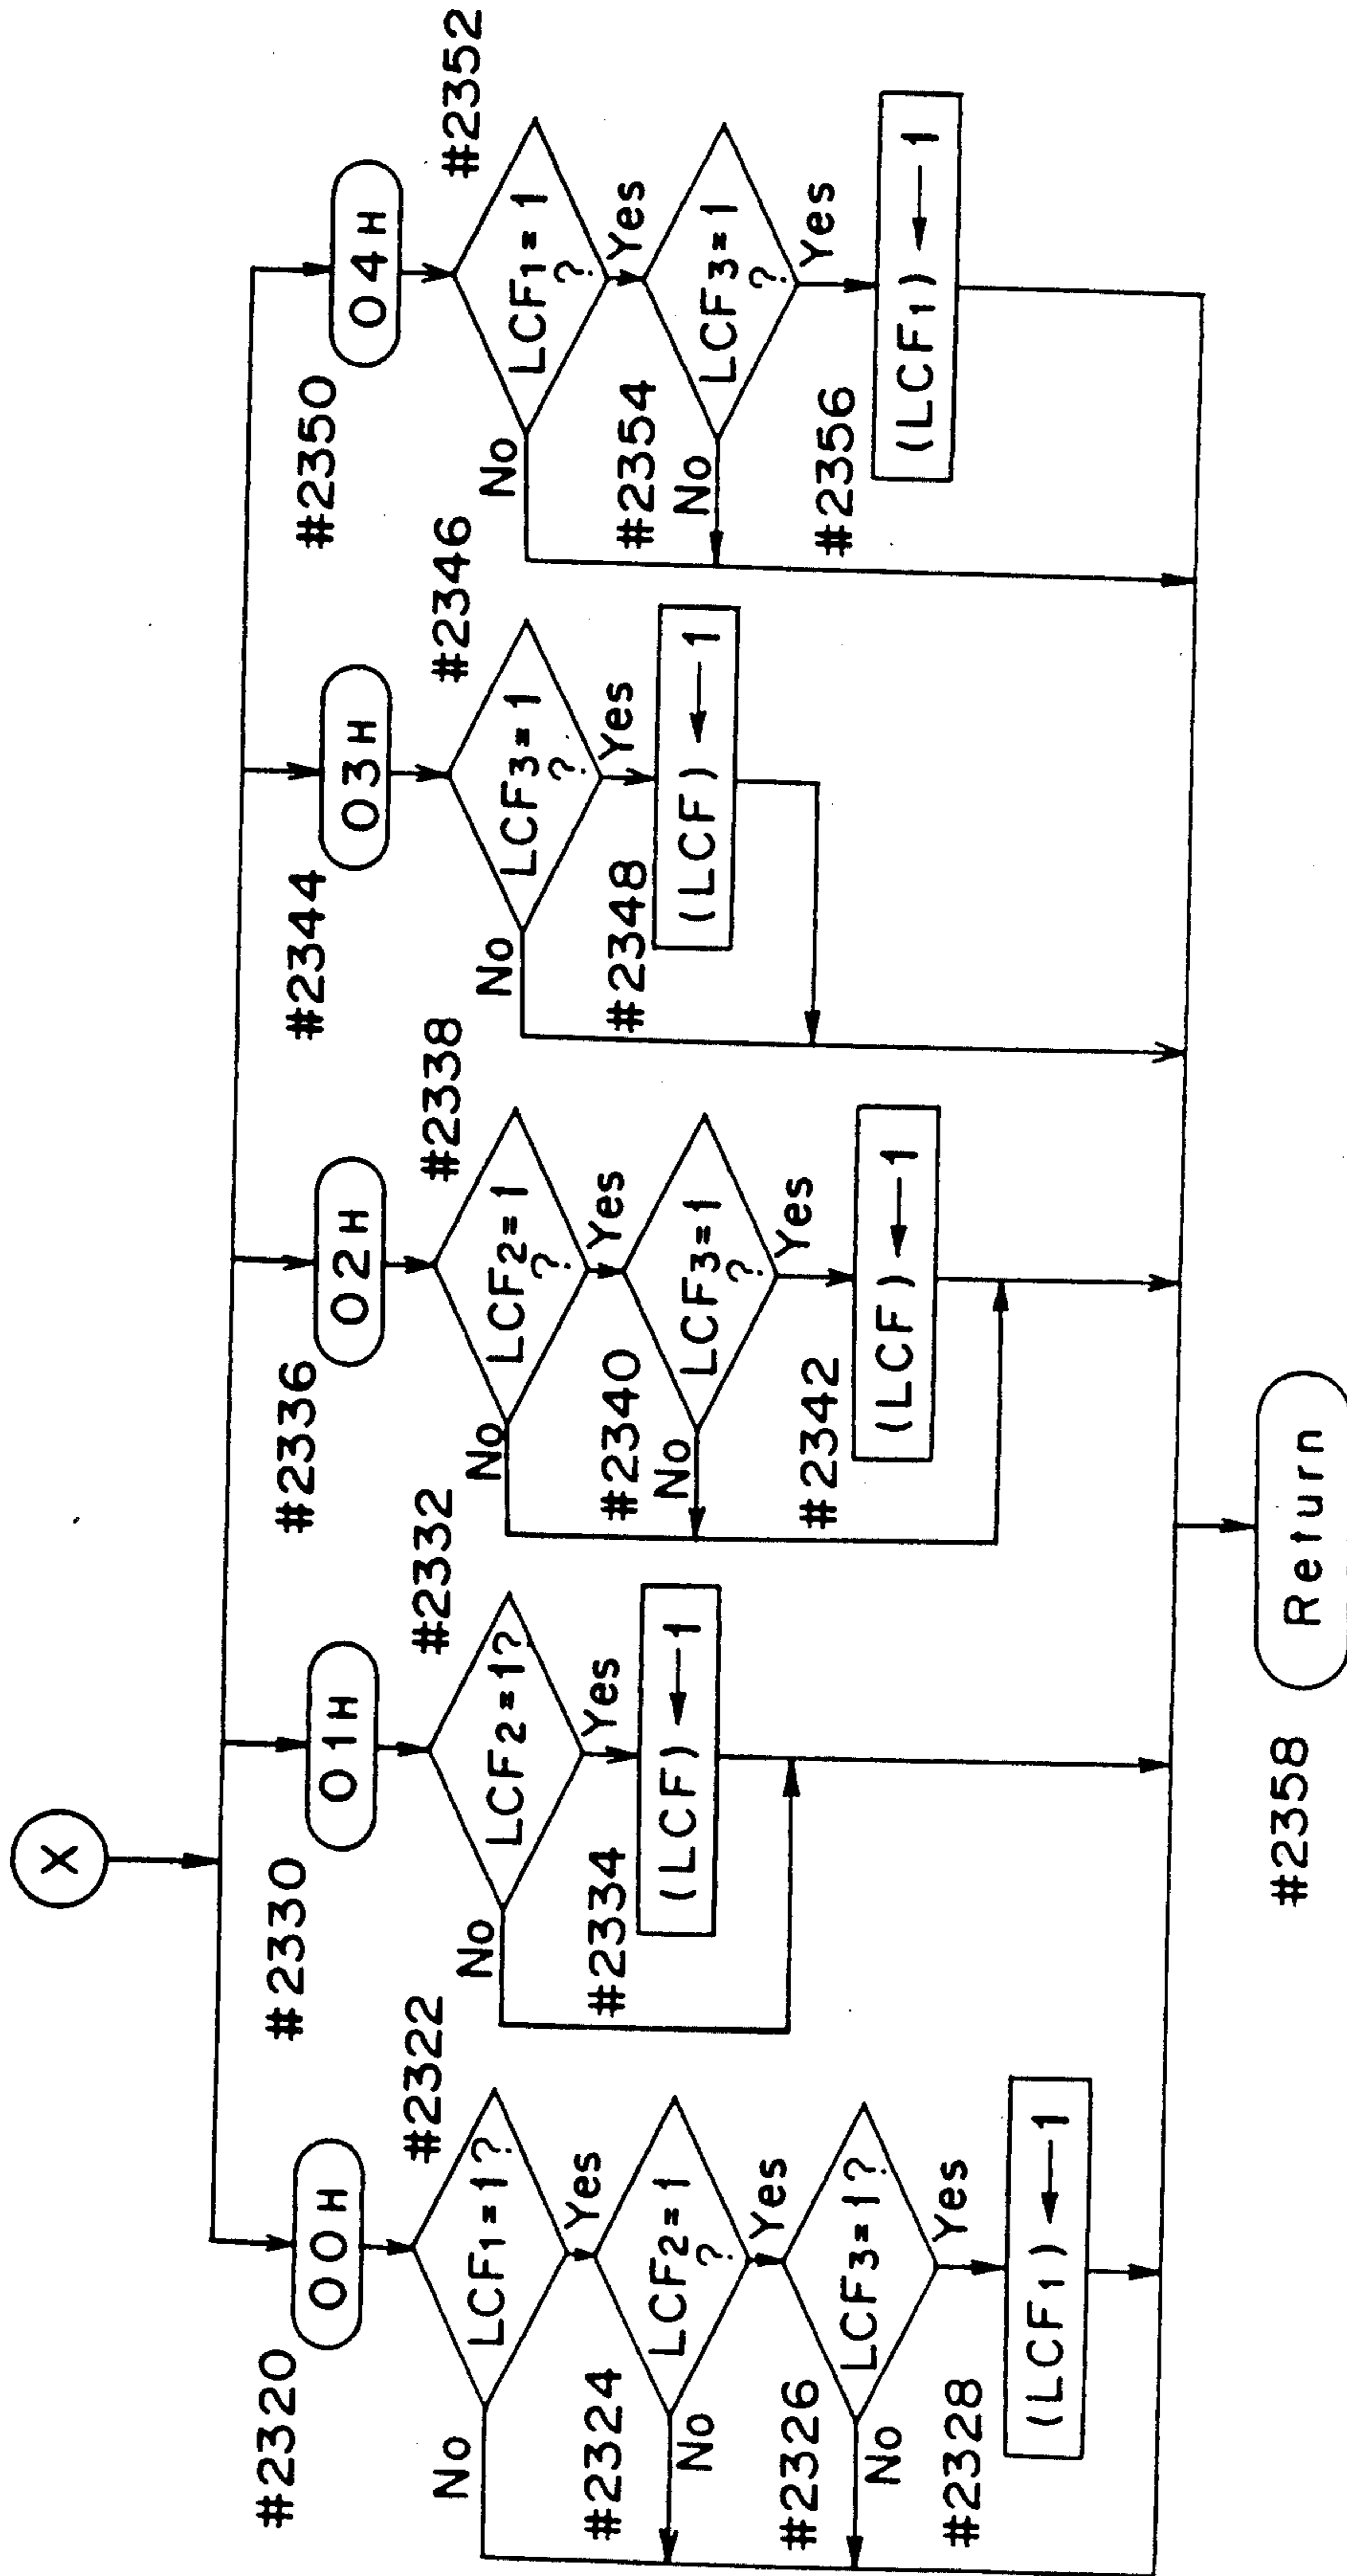 X
#2320
00H
#2322
LCF1=1?
No
Yes
#2324
LCF2=1
?
No
Yes
#2326
LCF3=1?
No
Yes
#2328
(LCF1)←1
#2330
01H
#2332
LCF2=1?
No
Yes
#2334
(LCF)←1
#2336
02H
#2338
LCF2=1
?
No
Yes
#2340
LCF3=1
?
No
Yes
#2342
(LCF)←1
#2344
03H
#2346
LCF3=1
?
No
Yes
#2348
(LCF)←1
#2350
04H
#2352
LCF1=1
?
No
Yes
#2354
LCF3=1
?
No
Yes
#2356
(LCF1)←1
#2358
Return